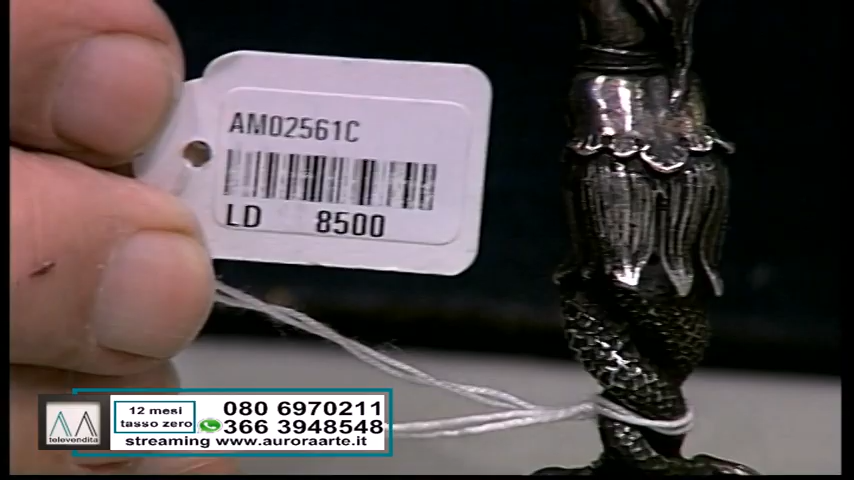 AM02561C
LD 8500
12 mesi
tasso zero
080 6970211
366 3948548
streaming www.auroraarte.it
televendita